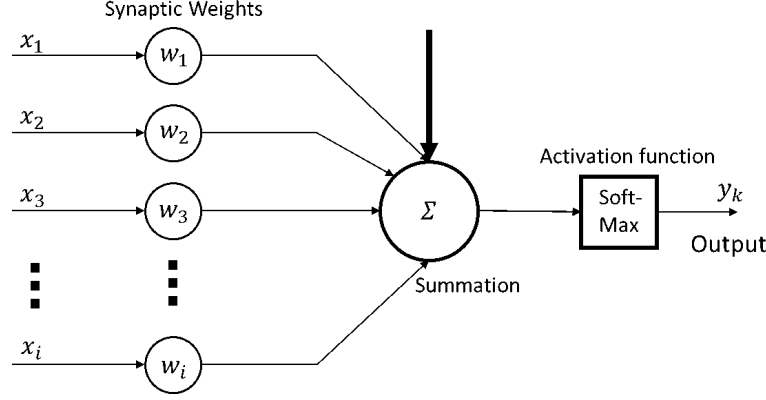 Synaptic Weights
x₁
w₁
x₂
w₂
Activation function
x₃
w₃
Σ
Soft-
Max
yₖ
Output
Summation
xᵢ
wᵢ